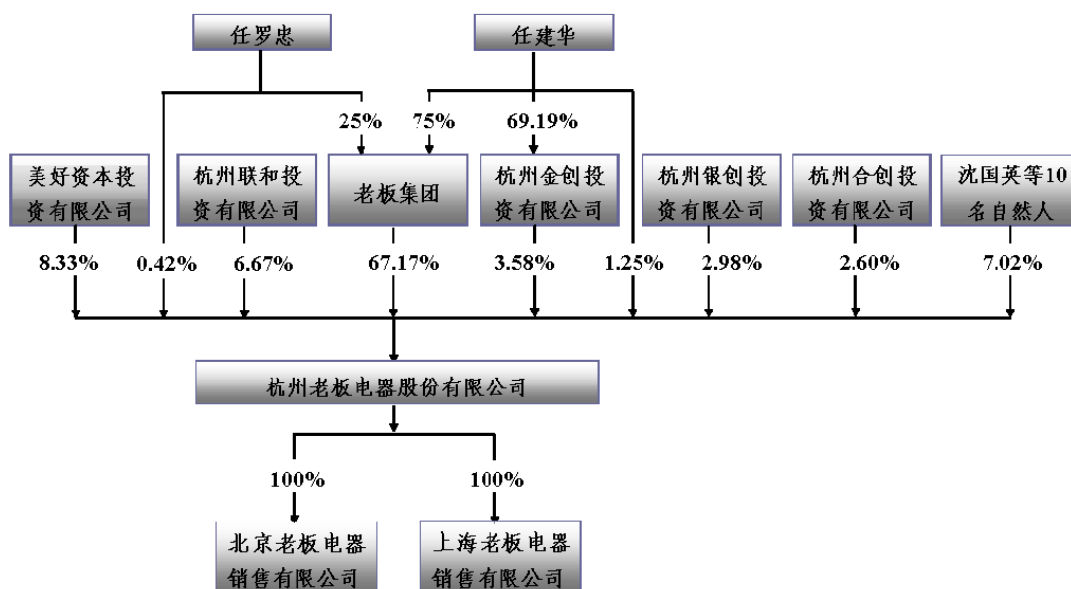 任罗忠
任建华
25%
75%
69.19%
美好资本投
资有限公司
杭州联和投
资有限公司
老板集团
杭州金创投
资有限公司
杭州银创投
资有限公司
杭州合创投
资有限公司
沈国英等10
名自然人
8.33%
0.42%
6.67%
67.17%
3.58%
1.25%
2.98%
2.60%
7.02%
杭州老板电器股份有限公司
100%
100%
北京老板电器
销售有限公司
上海老板电器
销售有限公司